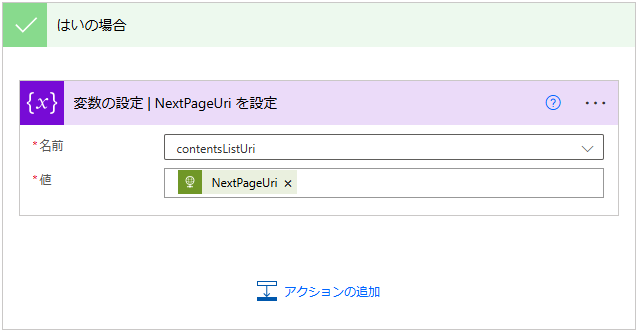 はいの場合
{x} 変数の設定 | NextPageUri を設定 ? ...
*名前 contentsListUri
*値 NextPageUri ×
アクションの追加